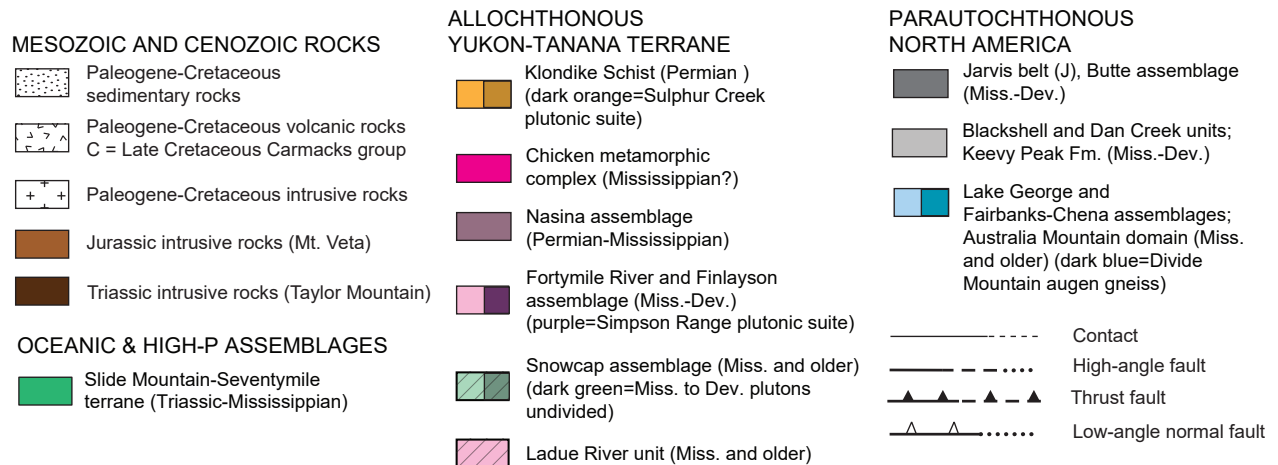 MESOZOIC AND CENOZOIC ROCKS
Paleogene-Cretaceous
sedimentary rocks
Paleogene-Cretaceous volcanic rocks
C = Late Cretaceous Carmacks group
Paleogene-Cretaceous intrusive rocks
Jurassic intrusive rocks (Mt. Veta)
Triassic intrusive rocks (Taylor Mountain)
OCEANIC & HIGH-P ASSEMBLAGES
Slide Mountain-Seventymile
terrane (Triassic-Mississippian)
ALLOCHTHONOUS
YUKON-TANANA TERRANE
Klondike Schist (Permian )
(dark orange=Sulphur Creek
plutonic suite)
Chicken metamorphic
complex (Mississippian?)
Nasina assemblage
(Permian-Mississippian)
Fortymile River and Finlayson
assemblage (Miss.-Dev.)
(purple=Simpson Range plutonic suite)
Snowcap assemblage (Miss. and older)
(dark green=Miss. to Dev. plutons
undivided)
Ladue River unit (Miss. and older)
PARAUTOCHTHONOUS
NORTH AMERICA
Jarvis belt (J), Butte assemblage
(Miss.-Dev.)
Blackshell and Dan Creek units;
Keevy Peak Fm. (Miss.-Dev.)
Lake George and
Fairbanks-Chena assemblages;
Australia Mountain domain (Miss.
and older) (dark blue=Divide
Mountain augen gneiss)
Contact
High-angle fault
Thrust fault
Low-angle normal fault